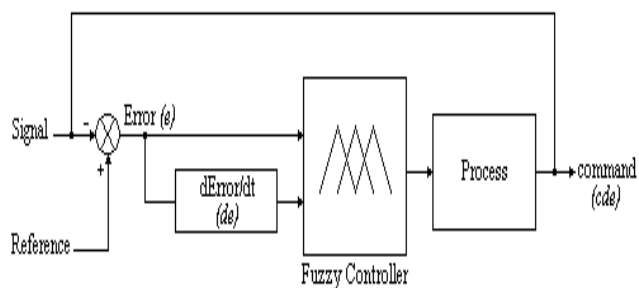 Signal
-
Error (e)
+
Reference
dError/dt
(de)
Fuzzy Controller
Process
command
(cde)